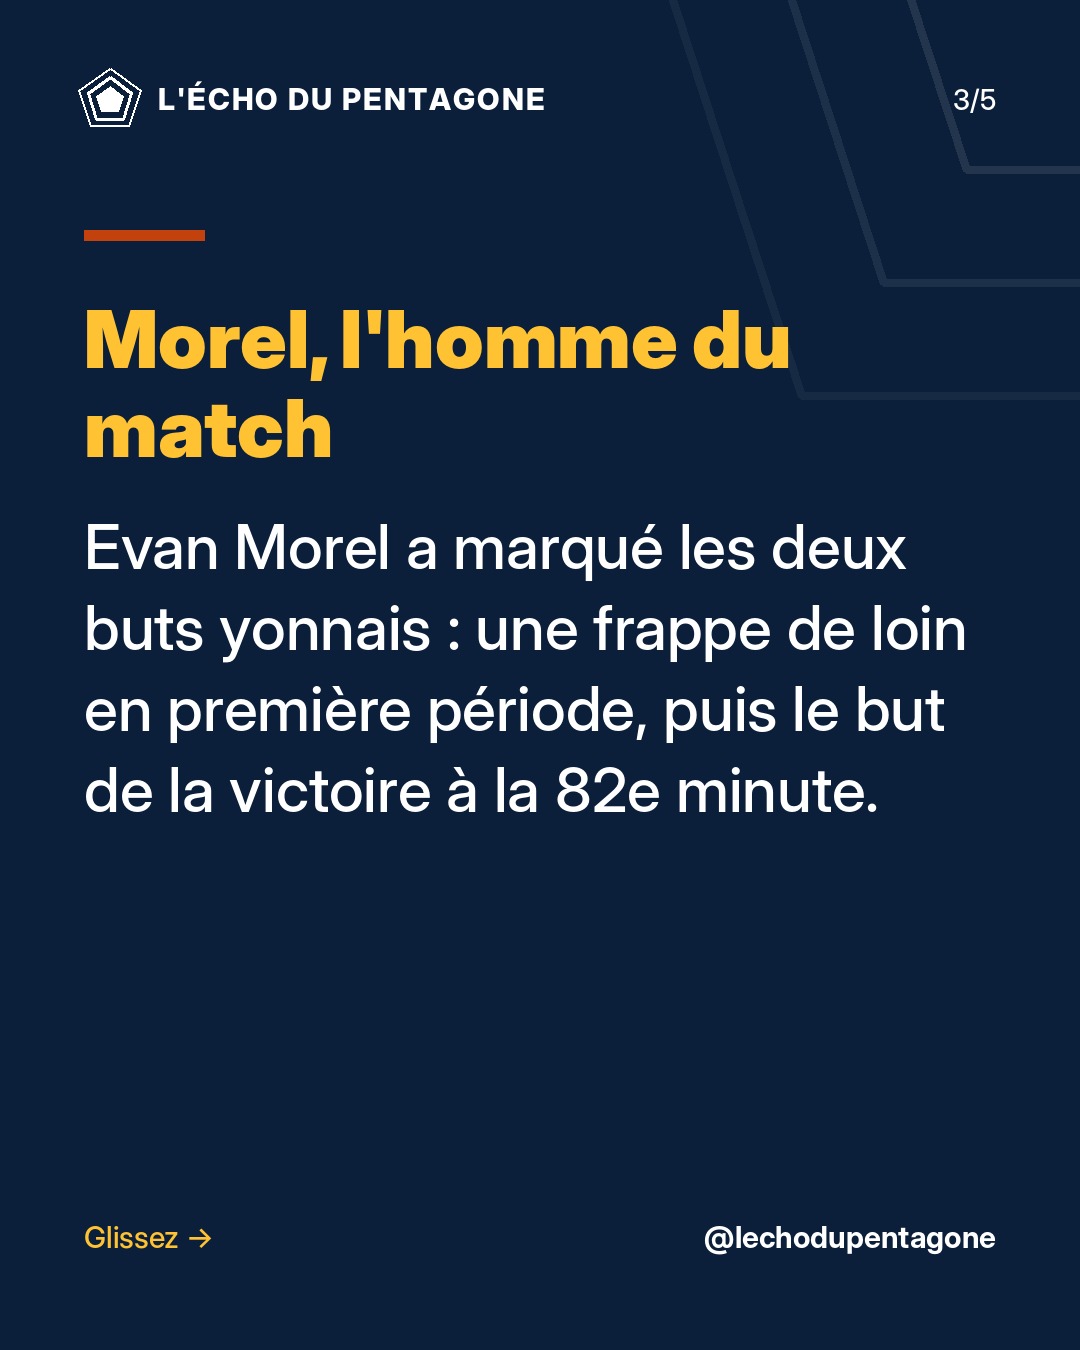 L'ÉCHO DU PENTAGONE
3/5
Morel, l'homme du
match
Evan Morel a marqué les deux
buts yonnais : une frappe de loin
en première période, puis le but
de la victoire à la 82e minute.
Glissez →
@lechodupentagone